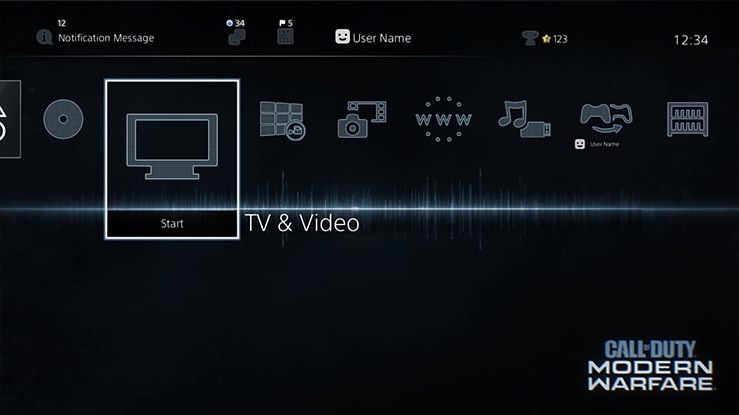 12
34
5
Notification Message
User Name
123
12:34
WWW
User Name
Start
TV & Video
CALL OF DUTY
MODERN
WARFARE.